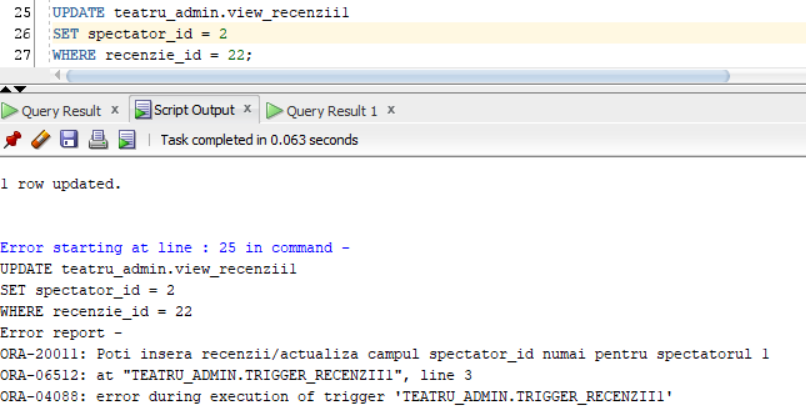 25 UPDATE teatru_admin.view_recenzii1
26 SET spectator_id = 2
27 WHERE recenzie_id = 22;
Query Result x Script Output x Query Result 1 x
Task completed in 0.063 seconds
1 row updated.
Error starting at line : 25 in command -
UPDATE teatru_admin.view_recenzii1
SET spectator_id = 2
WHERE recenzie_id = 22
Error report -
ORA-20011: Poti insera recenzii/actualiza campul spectator_id numai pentru spectatorul 1
ORA-06512: at "TEATRU_ADMIN.TRIGGER_RECENZII1", line 3
ORA-04088: error during execution of trigger 'TEATRU_ADMIN.TRIGGER_RECENZII1'